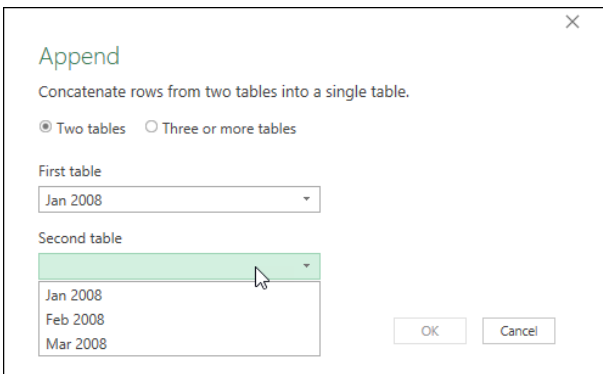 Append
Concatenate rows from two tables into a single table.
Two tables Three or more tables
First table
Jan 2008
Second table
Jan 2008
Feb 2008
Mar 2008
OK Cancel